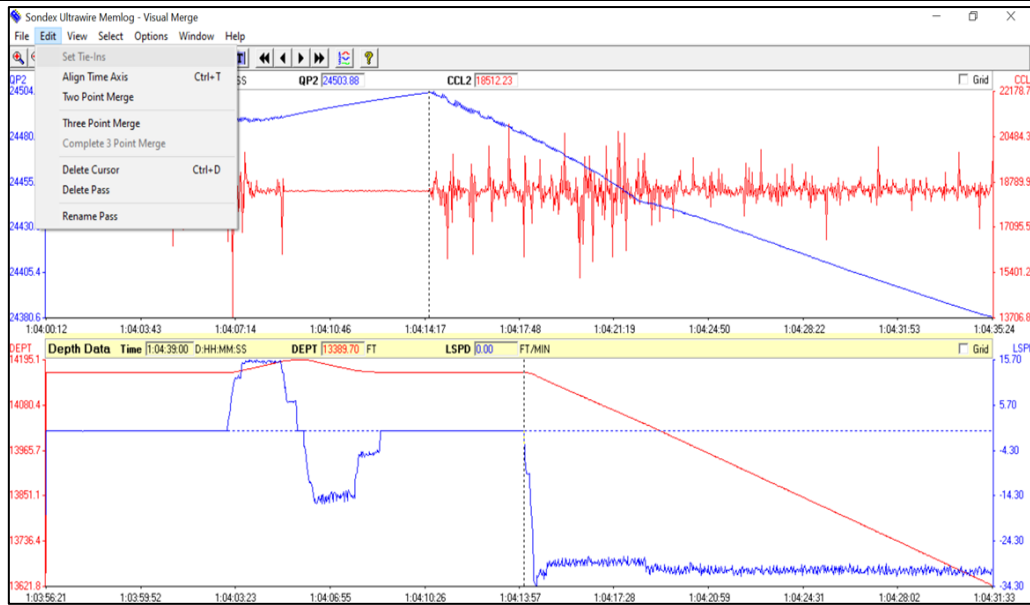 Sondex Ultrawire Memlog - Visual Merge
File Edit View Select Options Window Help
Set Tie-Ins
Align Time Axis Ctrl+T
Two Point Merge
Three Point Merge
Complete 3 Point Merge
Delete Cursor Ctrl+D
Delete Pass
Rename Pass
QP2 SS QP2 24503.88 CCL2 18512.23 Grid CCL
24504. 22178.7
24480. 20484.3
24455. 18789.9
24430. 17095.5
24405.4 15401.2
24380.6 13706.8
1:04:00:12 1:04:03:43 1:04:07:14 1:04:10:46 1:04:14:17 1:04:17:48 1:04:21:19 1:04:24:50 1:04:28:22 1:04:31:53 1:04:35:24
DEPT Depth Data Time 1:04:39:00 D:HH:MM:SS DEPT 13389.70 FT LSPD 0.00 FT/MIN Grid LSP
14195.1 15.70
14080.4 5.70
13965.7 -4.30
13851.1 -14.30
13736.4 -24.30
13621.8 -34.30
1:03:56:21 1:03:59:52 1:04:03:23 1:04:06:55 1:04:10:26 1:04:13:57 1:04:17:28 1:04:20:59 1:04:24:31 1:04:28:02 1:04:31:33